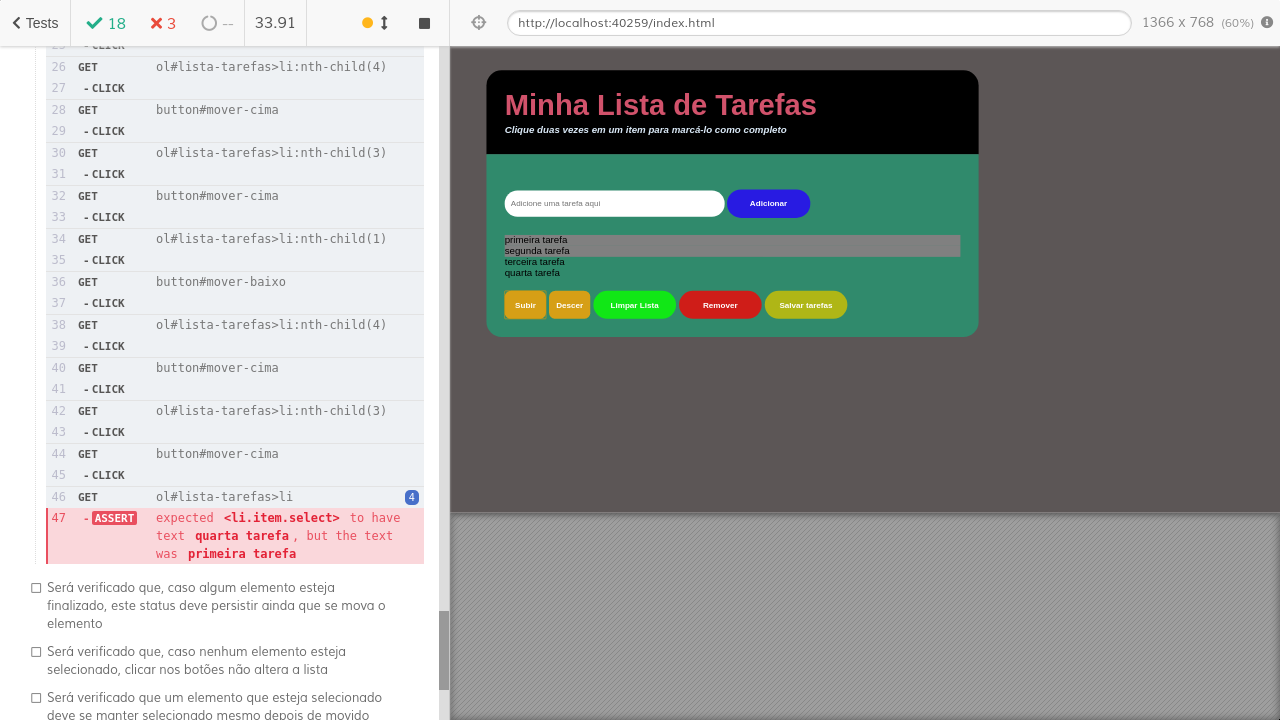 Tests
18
3
--
33.91
25 - CLICK
26 GET ol#lista-tarefas>li:nth-child(4)
27 - CLICK
28 GET button#mover-cima
29 - CLICK
30 GET ol#lista-tarefas>li:nth-child(3)
31 - CLICK
32 GET button#mover-cima
33 - CLICK
34 GET ol#lista-tarefas>li:nth-child(1)
35 - CLICK
36 GET button#mover-baixo
37 - CLICK
38 GET ol#lista-tarefas>li:nth-child(4)
39 - CLICK
40 GET button#mover-cima
41 - CLICK
42 GET ol#lista-tarefas>li:nth-child(3)
43 - CLICK
44 GET button#mover-cima
45 - CLICK
46 GET ol#lista-tarefas>li 4
47 - ASSERT expected <li.item.select> to have
text quarta tarefa, but the text
was primeira tarefa
Será verificado que, caso algum elemento esteja
finalizado, este status deve persistir ainda que se mova o
elemento
Será verificado que, caso nenhum elemento esteja
selecionado, clicar nos botões não altera a lista
Será verificado que um elemento que esteja selecionado
deve se manter selecionado mesmo depois de movido
http://localhost:40259/index.html
1366 x 768 (60%)
Minha Lista de Tarefas
Clique duas vezes em um item para marcá-lo como completo
Adicione uma tarefa aqui
Adicionar
primeira tarefa
segunda tarefa
terceira tarefa
quarta tarefa
Subir Descer Limpar Lista Remover Salvar tarefas